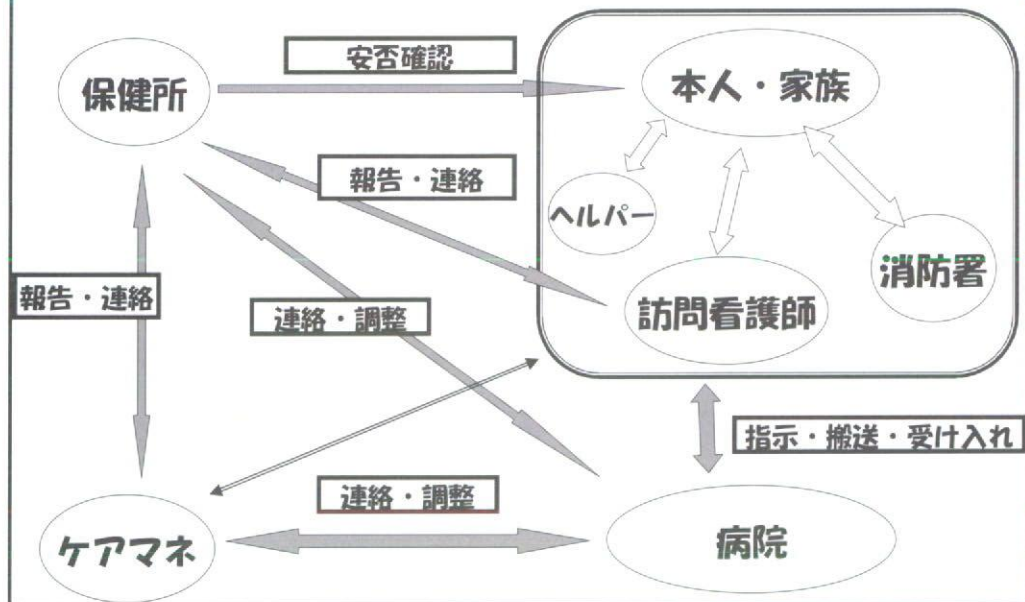 安否確認
保健所
本人・家族
報告・連絡
ヘルパー
消防署
報告・連絡
連絡・調整
訪問看護師
指示・搬送・受け入れ
連絡・調整
ケアマネ
病院